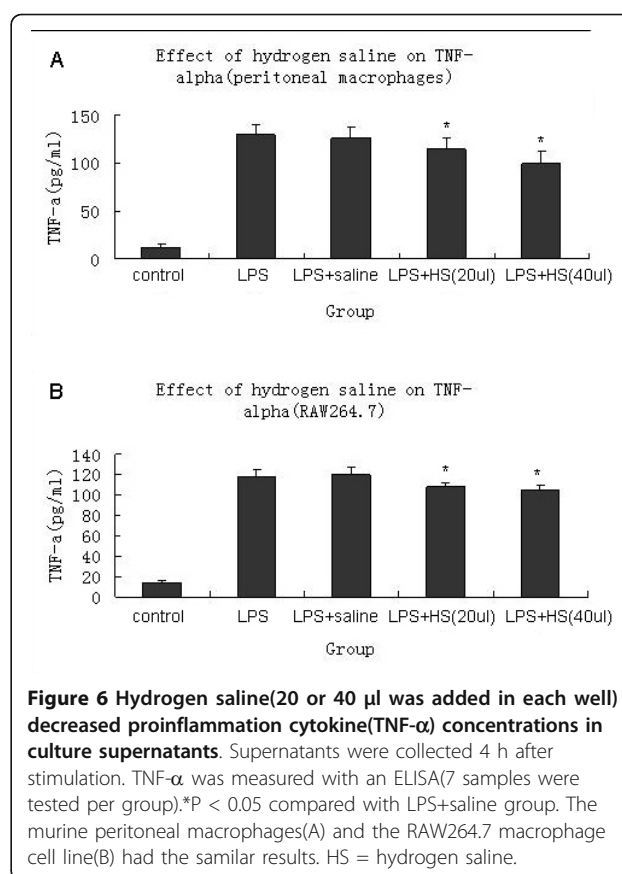 A
Effect of hydrogen saline on TNF-
alpha(peritoneal macrophages)
150
100
50
0
TNF-a(pg/ml)
* *
control LPS LPS+saline LPS+HS(20ul) LPS+HS(40ul)
Group
B
Effect of hydrogen saline on TNF-
alpha(RAW264.7)
140
120
100
80
60
40
20
0
TNF-a(pg/ml)
* *
control LPS LPS+saline LPS+HS(20ul) LPS+HS(40ul)
Group
Figure 6 Hydrogen saline(20 or 40 μl was added in each well)
decreased proinflammation cytokine(TNF-α) concentrations in
culture supernatants. Supernatants were collected 4 h after
stimulation. TNF-α was measured with an ELISA(7 samples were
tested per group).*P < 0.05 compared with LPS+saline group. The
murine peritoneal macrophages(A) and the RAW264.7 macrophage
cell line(B) had the samilar results. HS = hydrogen saline.